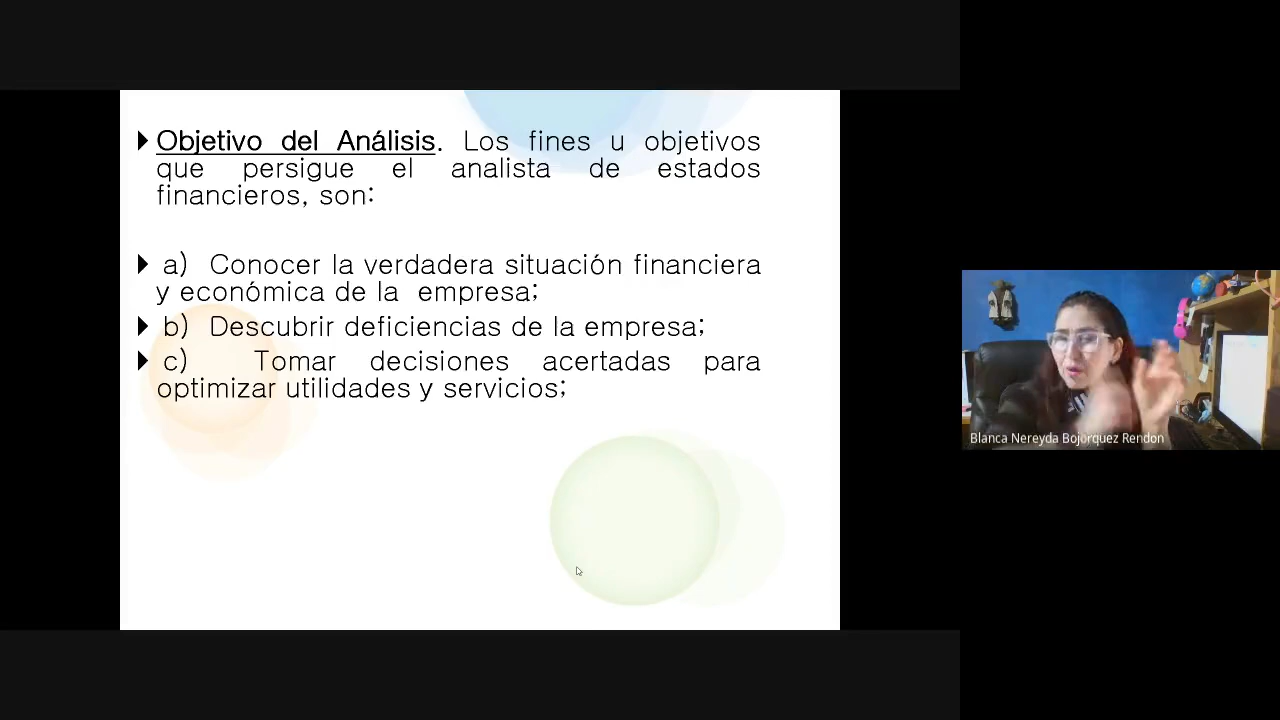 Objetivo del Análisis. Los fines u objetivos
que persigue el analista de estados
financieros, son:
a) Conocer la verdadera situación financiera
y económica de la empresa;
b) Descubrir deficiencias de la empresa;
c) Tomar decisiones acertadas para
optimizar utilidades y servicios;
Blanca Nereyda Bojorquez Rendon